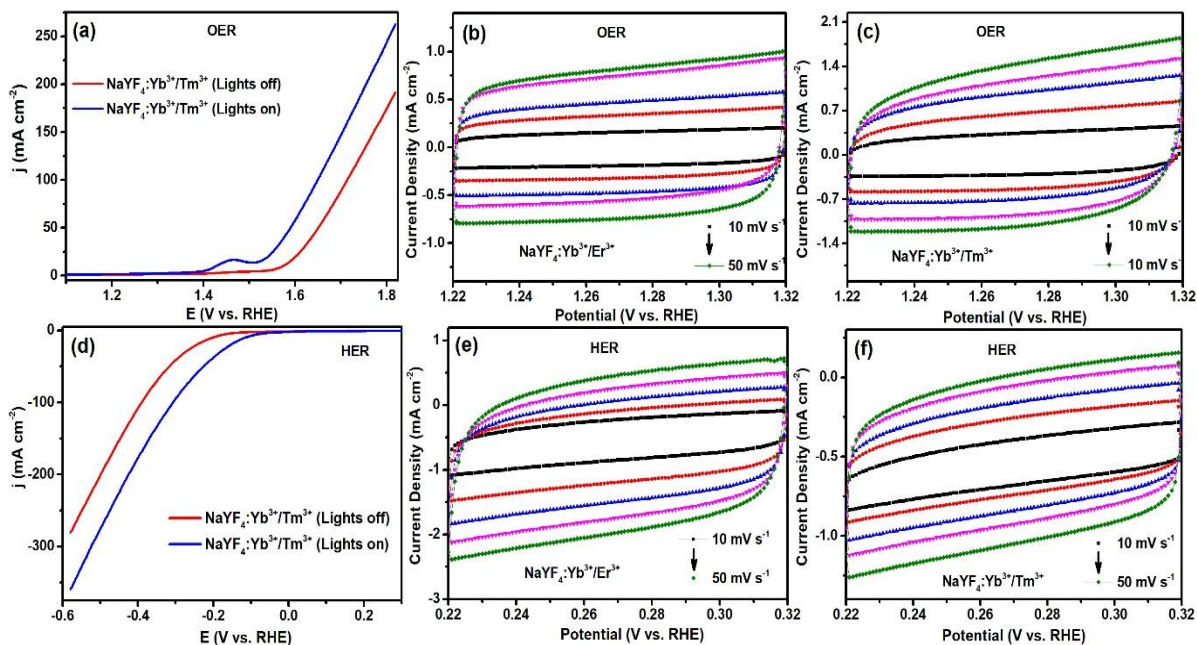 (a)
OER
NaYF₄:Yb³⁺/Tm³⁺ (Lights off)
NaYF₄:Yb³⁺/Tm³⁺ (Lights on)
j (mA cm⁻²)
250
200
150
100
50
0
1.2 1.4 1.6 1.8
E (V vs. RHE)
(b)
OER
Current Density (mA cm⁻²)
1.0
0.5
0.0
-0.5
-1.0
10 mV s⁻¹
NaYF₄:Yb³⁺/Er³⁺
50 mV s⁻¹
1.22 1.24 1.26 1.28 1.30 1.32
Potential (V vs. RHE)
(c)
OER
Current Density (mA cm⁻²)
2.1
1.4
0.7
0.0
-0.7
-1.4
10 mV s⁻¹
NaYF₄:Yb³⁺/Tm³⁺
10 mV s⁻¹
1.22 1.24 1.26 1.28 1.30 1.32
Potential (V vs. RHE)
(d)
HER
j (mA cm⁻²)
0
-100
-200
-300
NaYF₄:Yb³⁺/Tm³⁺ (Lights off)
NaYF₄:Yb³⁺/Tm³⁺ (Lights on)
-0.6 -0.4 -0.2 0.0 0.2
E (V vs. RHE)
(e)
HER
Current Density (mA cm⁻²)
1
0
-1
-2
-3
10 mV s⁻¹
NaYF₄:Yb³⁺/Er³⁺
50 mV s⁻¹
0.22 0.24 0.26 0.28 0.30 0.32
Potential (V vs. RHE)
(f)
HER
Current Density (mA cm⁻²)
0.0
-0.5
-1.0
10 mV s⁻¹
NaYF₄:Yb³⁺/Tm³⁺
50 mV s⁻¹
0.22 0.24 0.26 0.28 0.30 0.32
Potential (V vs. RHE)